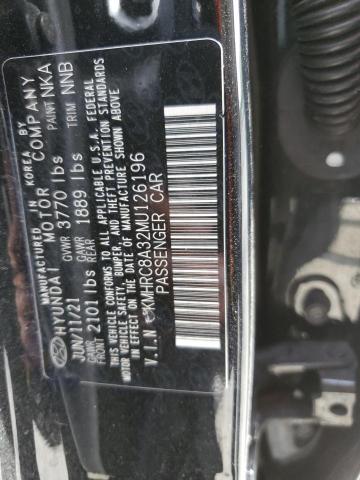 MANUFACTURED IN KOREA BY
HYUNDAI MOTOR COMPANY
JUN/11/21 GVWR 3770 lbs PAINT NKA
GAWR FRONT 2101 lbs GAWR REAR 1889 lbs TRIM NNB
THIS VEHICLE CONFORMS TO ALL APPLICABLE U.S.A. FEDERAL
MOTOR VEHICLE SAFETY, BUMPER, AND THEFT PREVENTION STANDARDS
IN EFFECT ON THE DATE OF MANUFACTURE SHOWN ABOVE
V.I.N : KMHRC8A32MU126196
PASSENGER CAR